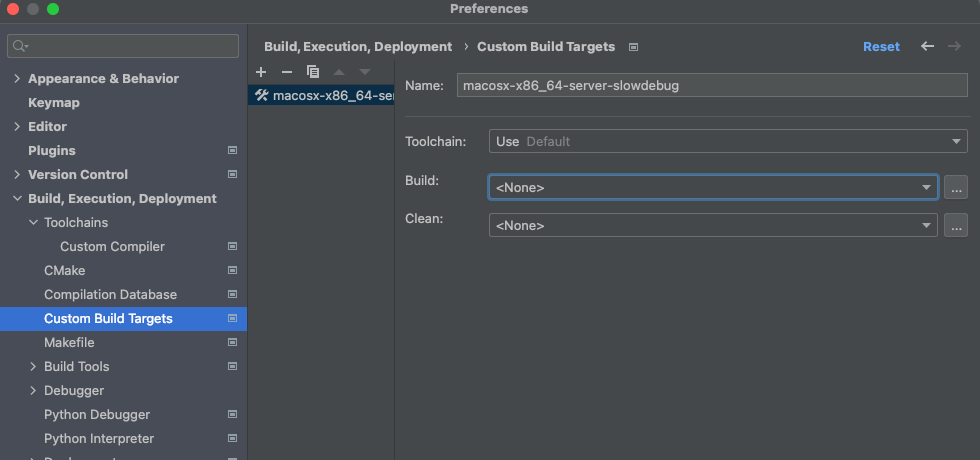 Preferences
Build, Execution, Deployment › Custom Build Targets
Reset
Appearance & Behavior
Keymap
Editor
Plugins
Version Control
Build, Execution, Deployment
Toolchains
Custom Compiler
CMake
Compilation Database
Custom Build Targets
Makefile
Build Tools
Debugger
Python Debugger
Python Interpreter
macosx-x86_64-ser
Name: macosx-x86_64-server-slowdebug
Toolchain: Use Default
Build: <None> ...
Clean: <None> ...